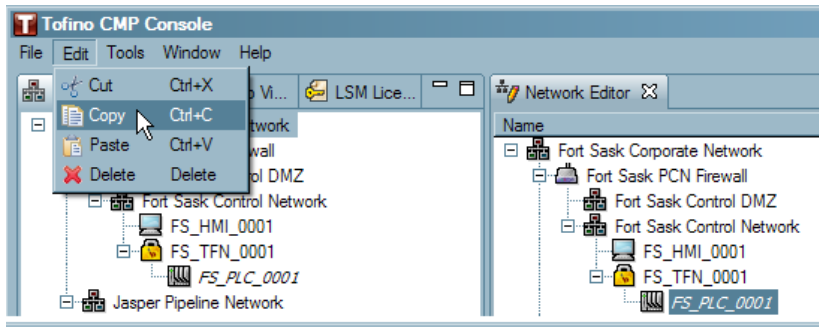 Tofino CMP Console
File Edit Tools Window Help
Vi... LSM Lice... Network Editor
Cut Ctrl+X
Copy Ctrl+C
Paste Ctrl+V
Delete Delete
twork
wall
ol DMZ
Fort Sask Control Network
FS_HMI_0001
FS_TFN_0001
FS_PLC_0001
Jasper Pipeline Network
Name
Fort Sask Corporate Network
Fort Sask PCN Firewall
Fort Sask Control DMZ
Fort Sask Control Network
FS_HMI_0001
FS_TFN_0001
FS_PLC_0001